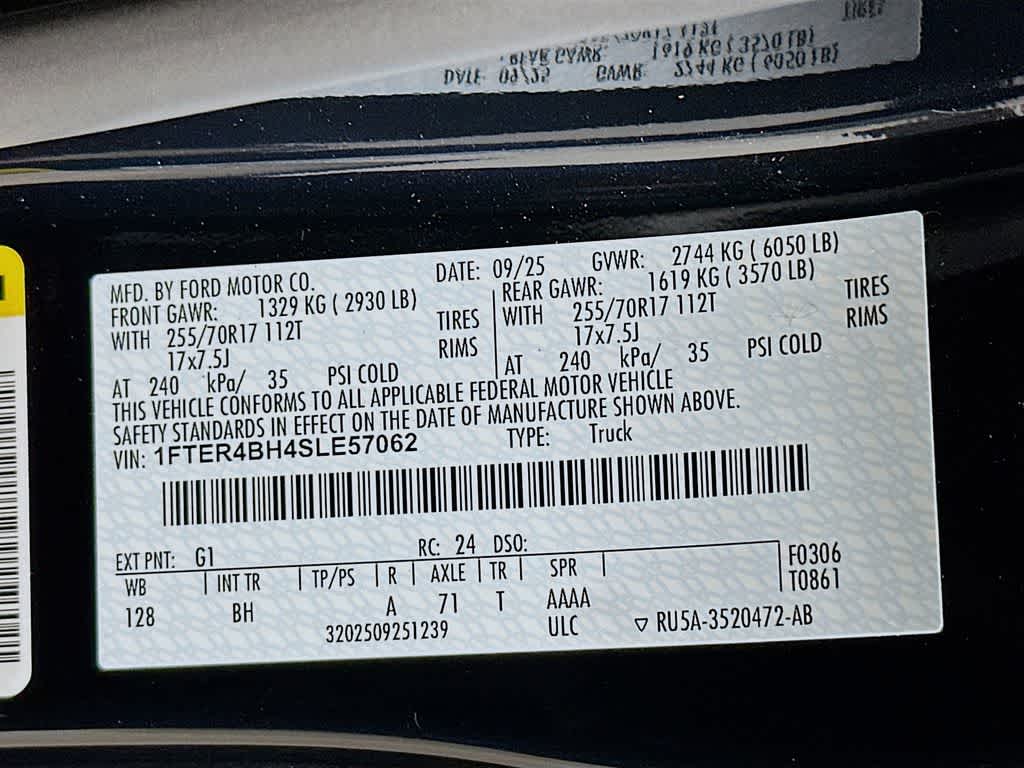 MFD. BY FORD MOTOR CO. DATE: 09/25 GVWR: 2744 KG ( 6050 LB)
FRONT GAWR: 1329 KG ( 2930 LB) REAR GAWR: 1619 KG ( 3570 LB)
WITH 255/70R17 112T TIRES WITH 255/70R17 112T TIRES
17x7.5J RIMS 17x7.5J RIMS
AT 240 kPa/ 35 PSI COLD AT 240 kPa/ 35 PSI COLD
THIS VEHICLE CONFORMS TO ALL APPLICABLE FEDERAL MOTOR VEHICLE
SAFETY STANDARDS IN EFFECT ON THE DATE OF MANUFACTURE SHOWN ABOVE.
VIN: 1FTER4BH4SLE57062 TYPE: Truck
EXT PNT: G1 RC: 24 DSO:
WB INT TR TP/PS R AXLE TR SPR F0306
128 BH A 71 T AAAA T0861
3202509251239 ULC ▽ RU5A-3520472-AB